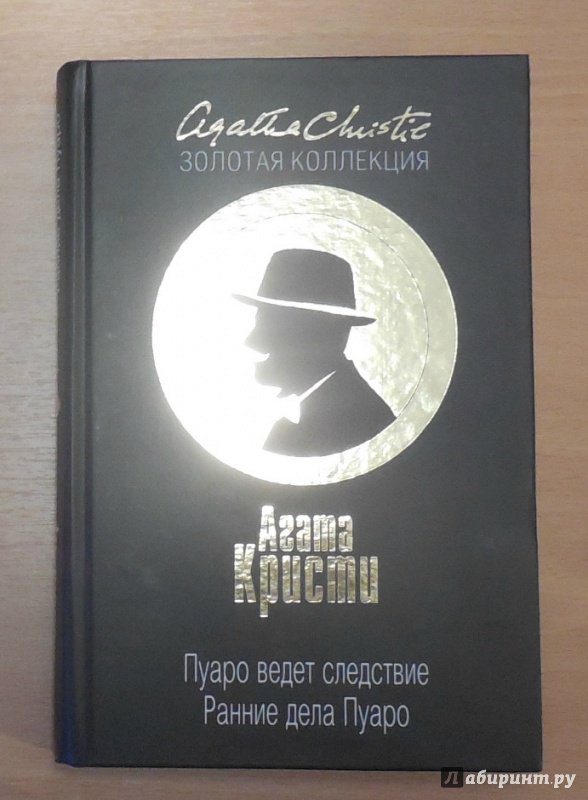 Agatha Christie
ЗОЛОТАЯ КОЛЛЕКЦИЯ
Агата
Кристи
Пуаро ведет следствие
Ранние дела Пуаро
Лабиринт.ру